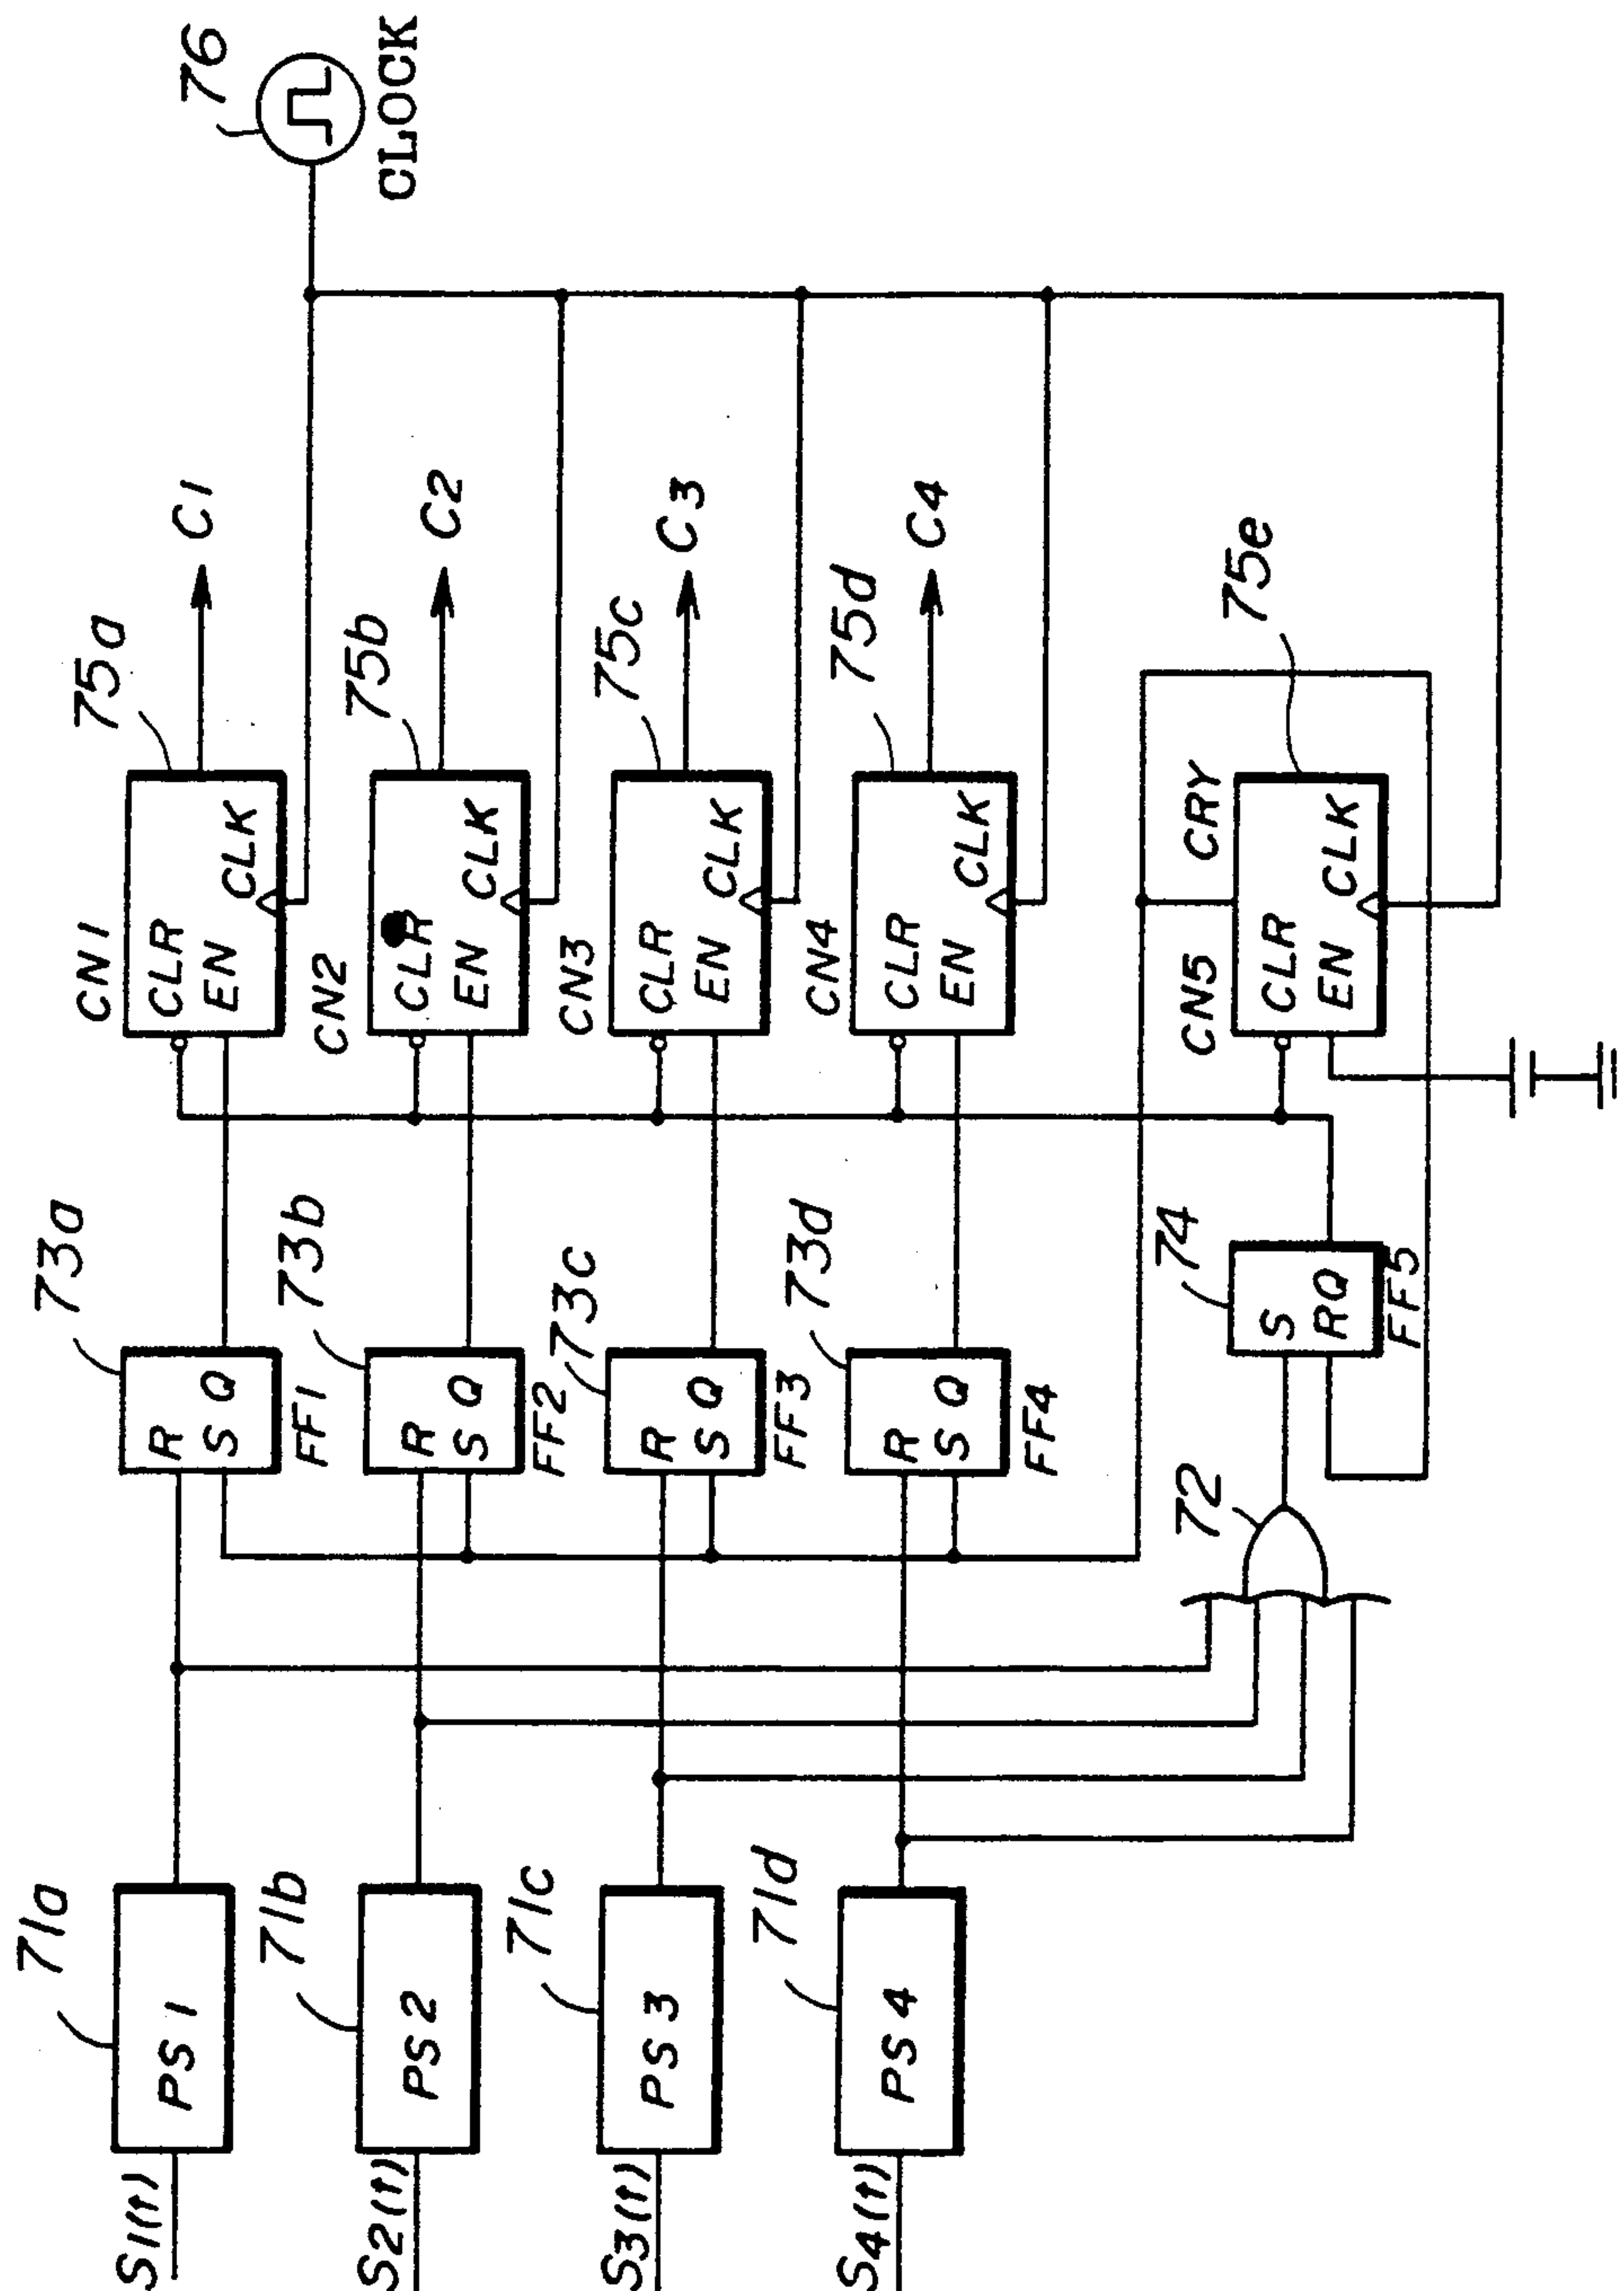 S1(t)
PS 1
71a
R
S Q
FF1
73a
CN1
CLR
EN CLK
75a
C1
76
CLOCK
S2(t)
PS 2
71b
R
S Q
FF2
73b
CN2
CLR
EN CLK
75b
C2
S3(t)
PS 3
71c
R
S Q
FF3
73c
CN3
CLR
EN CLK
75c
C3
S4(t)
PS 4
71d
R
S Q
FF4
73d
CN4
CLR
EN CLK
75d
C4
72
S
R Q
FF5
74
CN5
CRY
CLR
EN CLK
75e